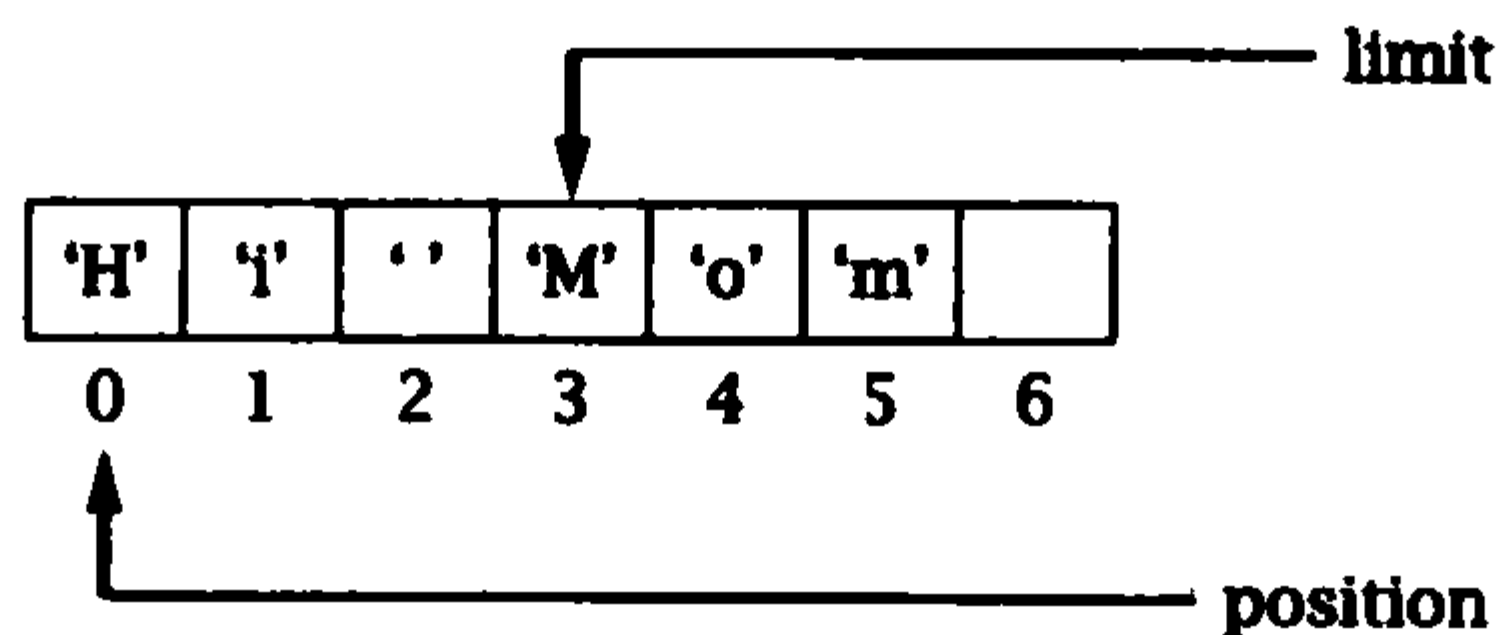 limit
‘H’ ‘i’ ‘ ’ ‘M’ ‘o’ ‘m’
0 1 2 3 4 5 6
position